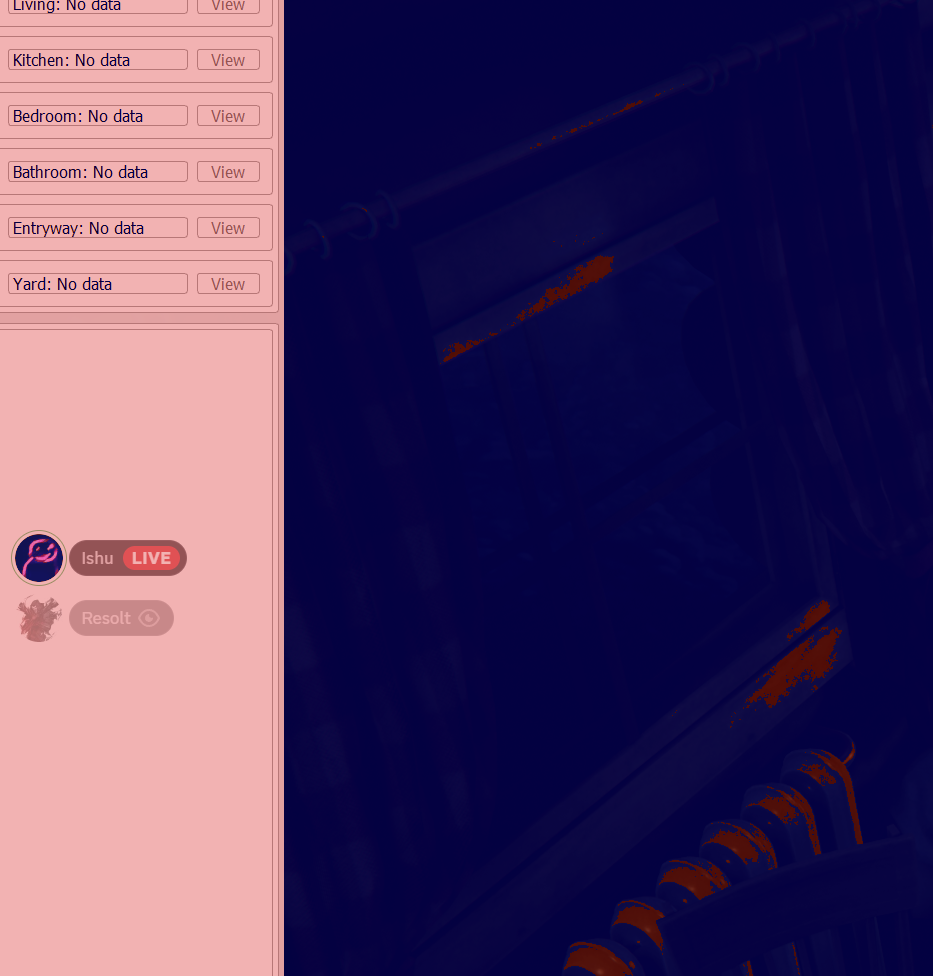 Living: No data View
Kitchen: No data View
Bedroom: No data View
Bathroom: No data View
Entryway: No data View
Yard: No data View
Ishu LIVE
Resolt